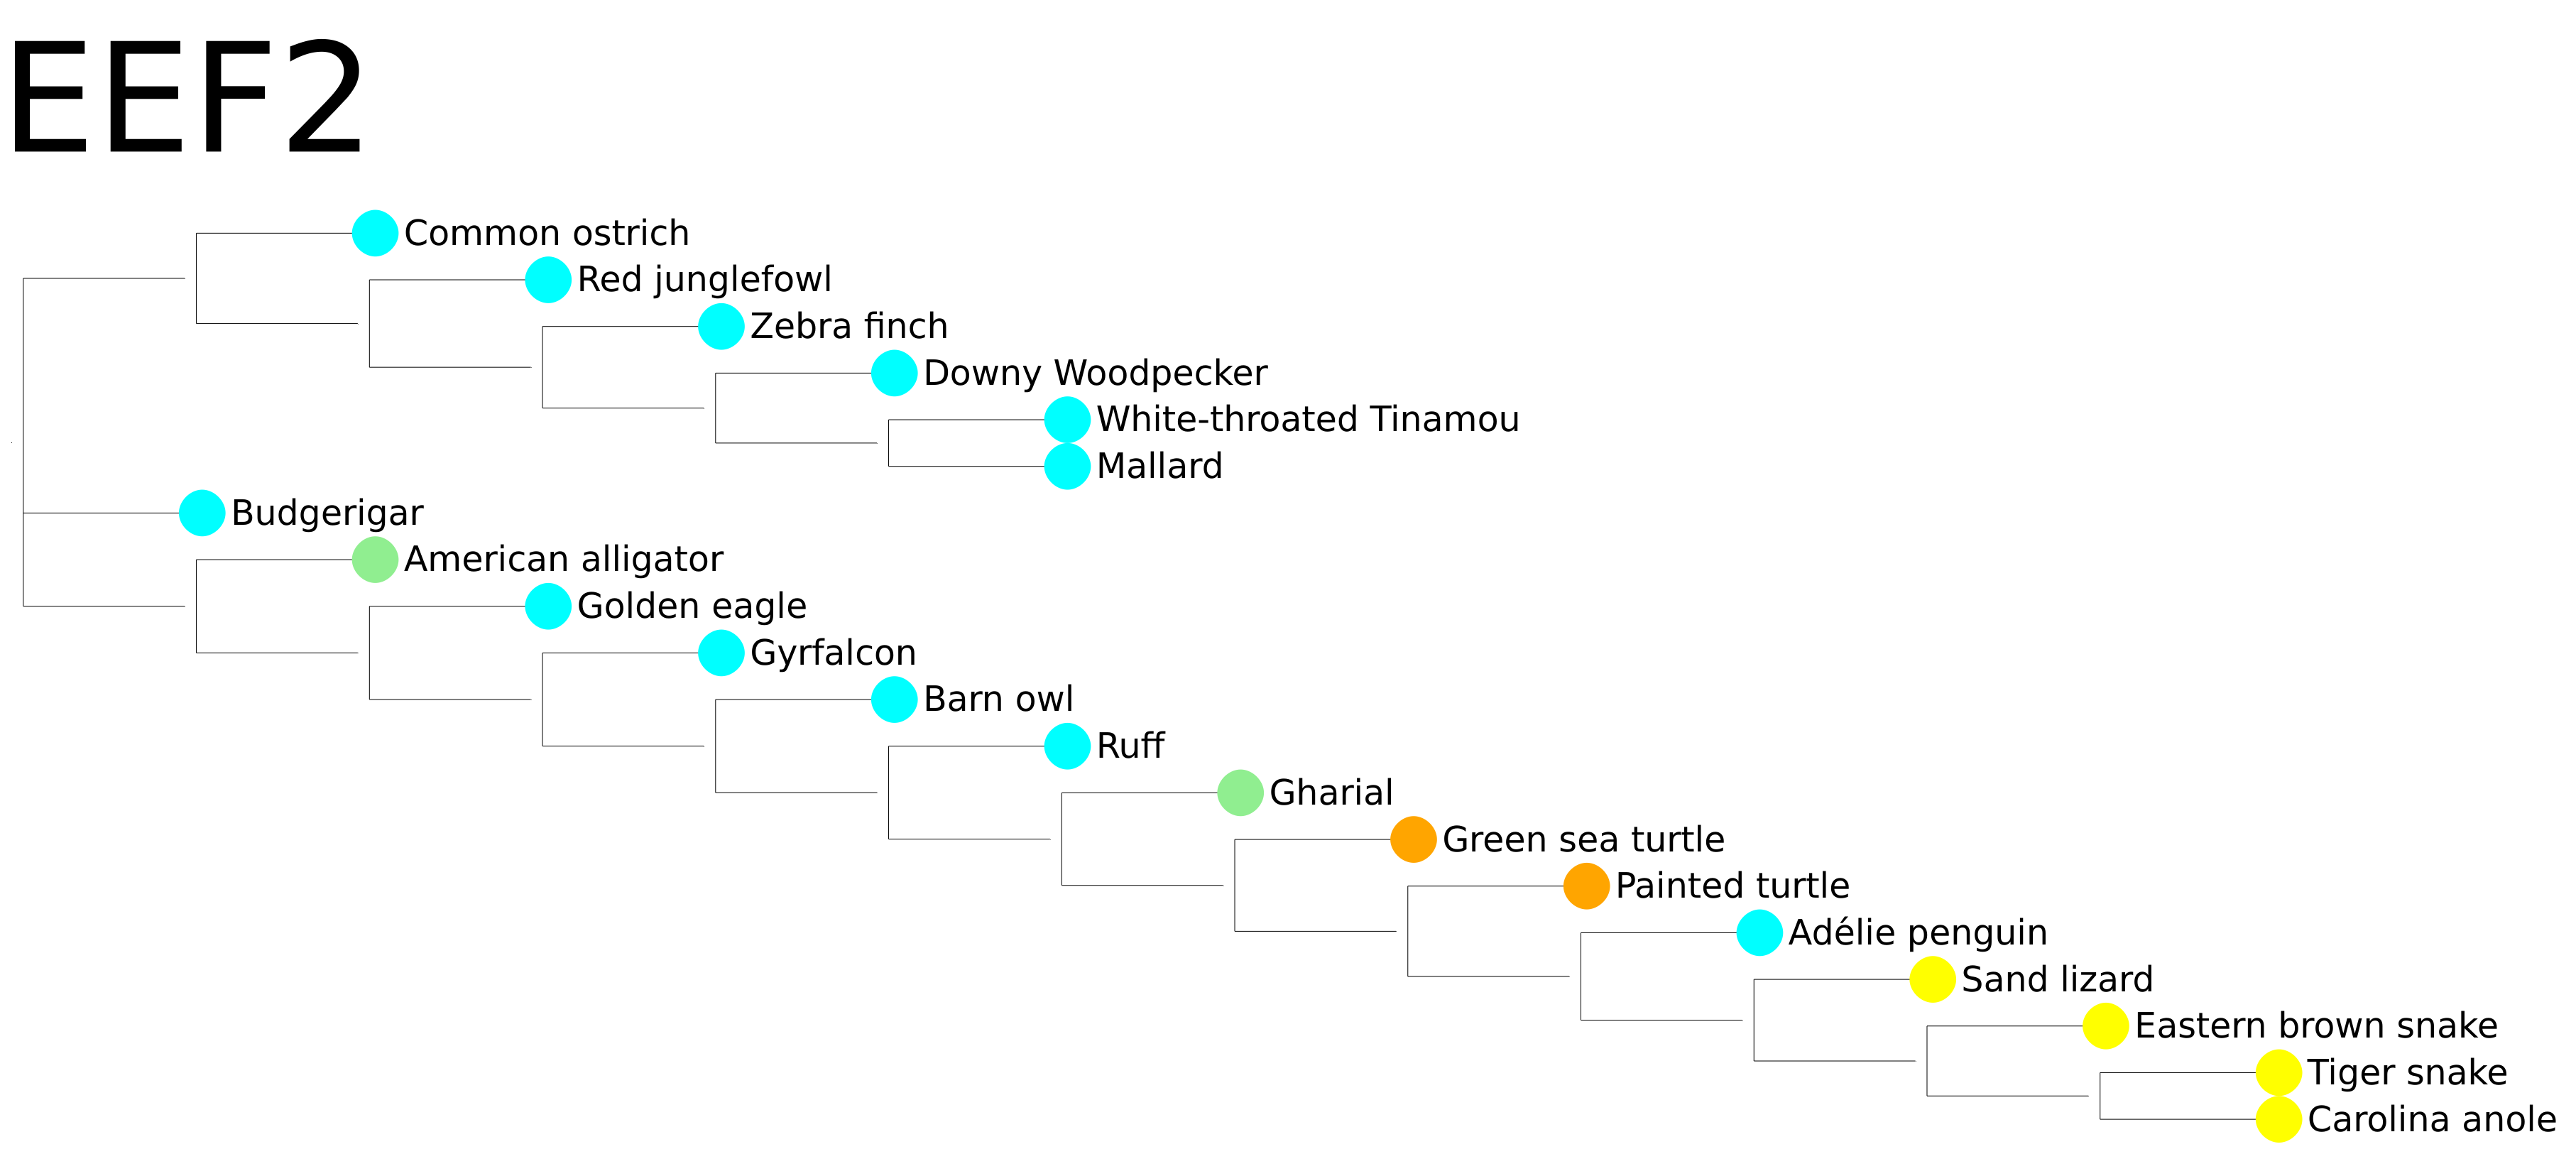 EEF2
Common ostrich
Red junglefowl
Zebra finch
Downy Woodpecker
White-throated Tinamou
Mallard
Budgerigar
American alligator
Golden eagle
Gyrfalcon
Barn owl
Ruff
Gharial
Green sea turtle
Painted turtle
Adélie penguin
Sand lizard
Eastern brown snake
Tiger snake
Carolina anole